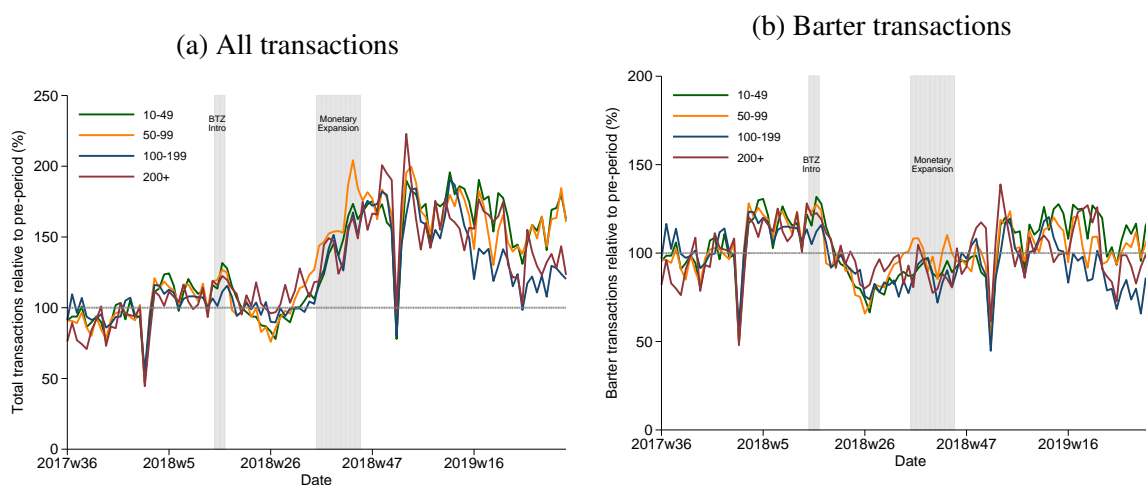 (a) All transactions
Total transactions relative to pre-period (%)
250
200
150
100
50
0
10-49
50-99
100-199
200+
BTZ
Intro
Monetary
Expansion
2017w36
2018w5
2018w26
2018w47
2019w16
Date
(b) Barter transactions
Barter transactions relative to pre-period (%)
200
150
100
50
0
10-49
50-99
100-199
200+
BTZ
Intro
Monetary
Expansion
2017w36
2018w5
2018w26
2018w47
2019w16
Date